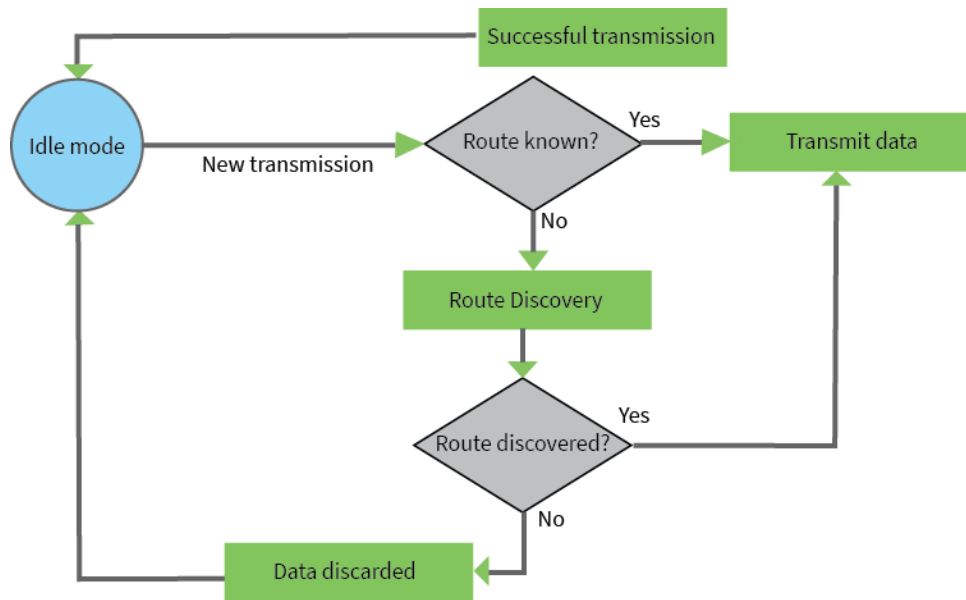 Successful transmission
Idle mode
New transmission
Route known?
Yes
Transmit data
No
Route Discovery
Route discovered?
Yes
No
Data discarded